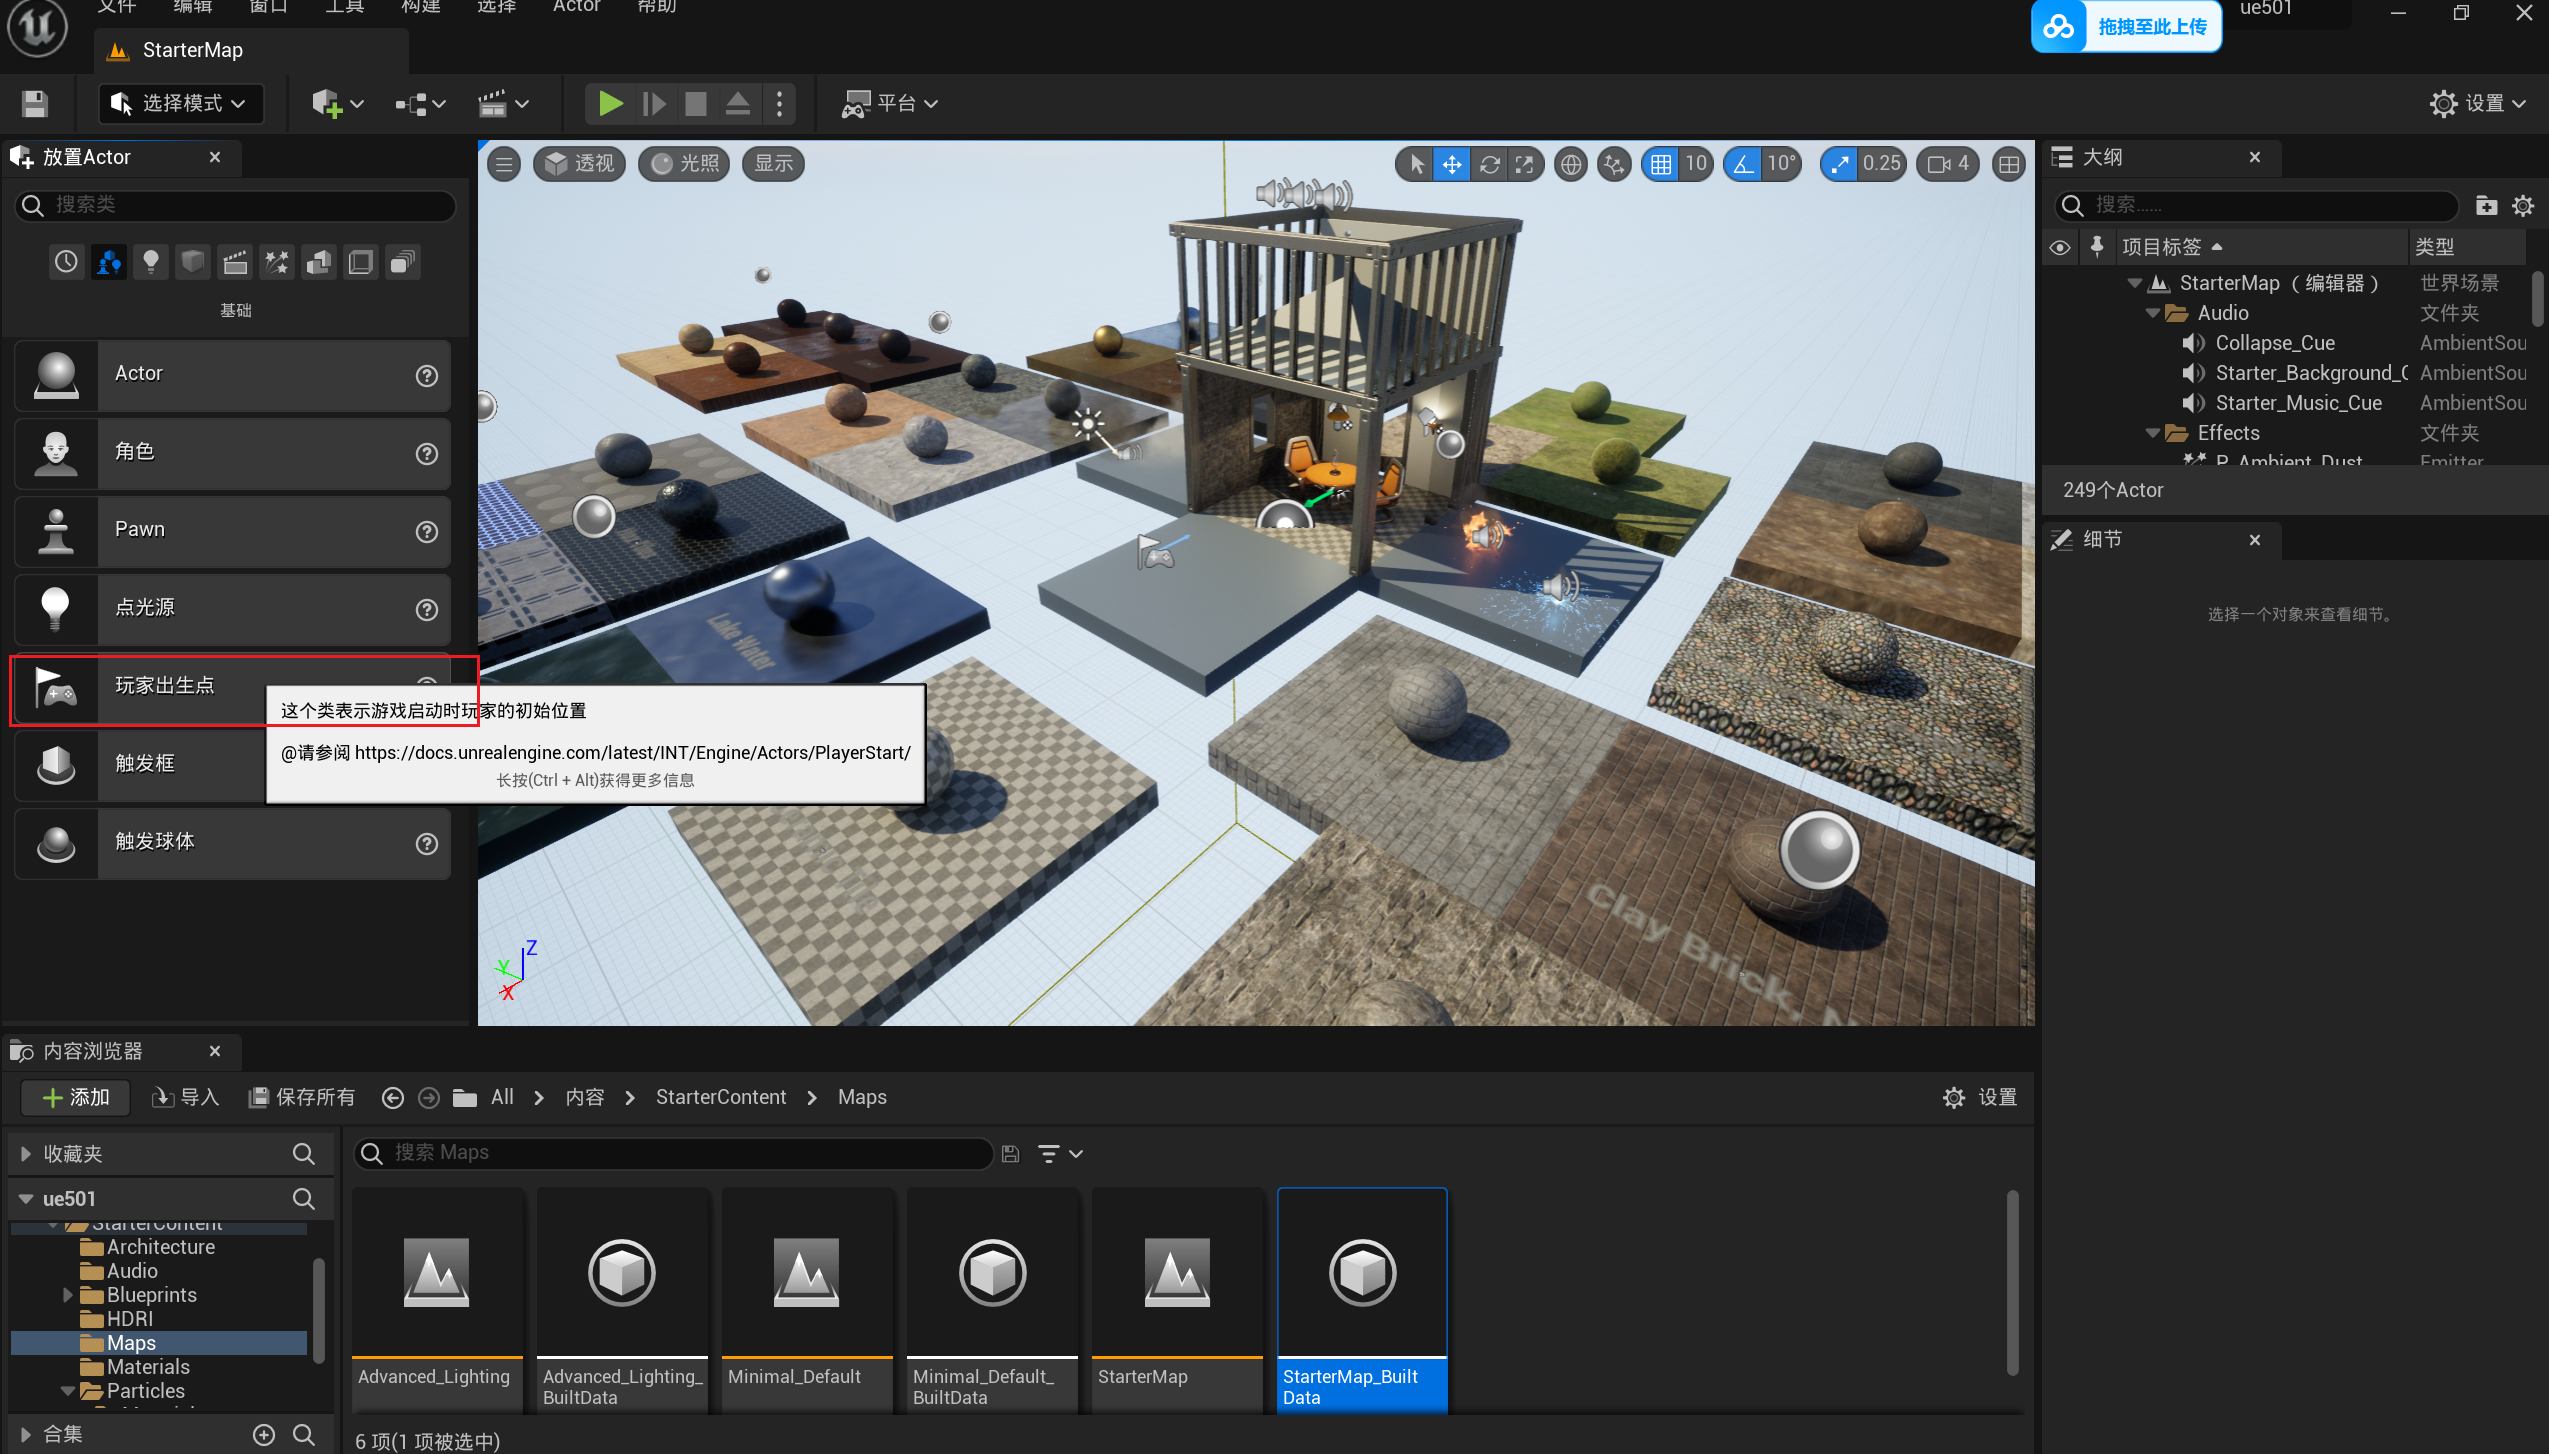 文件 编辑 窗口 工具 构建 选择 Actor 帮助
拖拽至此上传
ue501
StarterMap
选择模式
平台
设置
放置Actor
搜索类
基础
Actor
角色
Pawn
点光源
玩家出生点
触发框
触发球体
这个类表示游戏启动时玩家的初始位置
@请参阅 https://docs.unrealengine.com/latest/INT/Engine/Actors/PlayerStart/
长按(Ctrl + Alt)获得更多信息
透视 光照 显示
10 10° 0.25 4
Lake Water
Clay Brick, N
Z
Y
X
大纲
搜索......
项目标签 类型
StarterMap（编辑器） 世界场景
Audio 文件夹
Collapse_Cue AmbientSou
Starter_Background_C AmbientSou
Starter_Music_Cue AmbientSou
Effects 文件夹
P_Ambient_Dust Emitter
249个Actor
细节
选择一个对象来查看细节。
内容浏览器
添加 导入 保存所有 All 内容 StarterContent Maps 设置
收藏夹
搜索 Maps
ue501
StarterContent
Architecture
Audio
Blueprints
HDRI
Maps
Materials
Particles
合集
Advanced_Lighting
Advanced_Lighting_
BuiltData
Minimal_Default
Minimal_Default_
BuiltData
StarterMap
StarterMap_Built
Data
6 项(1 项被选中)